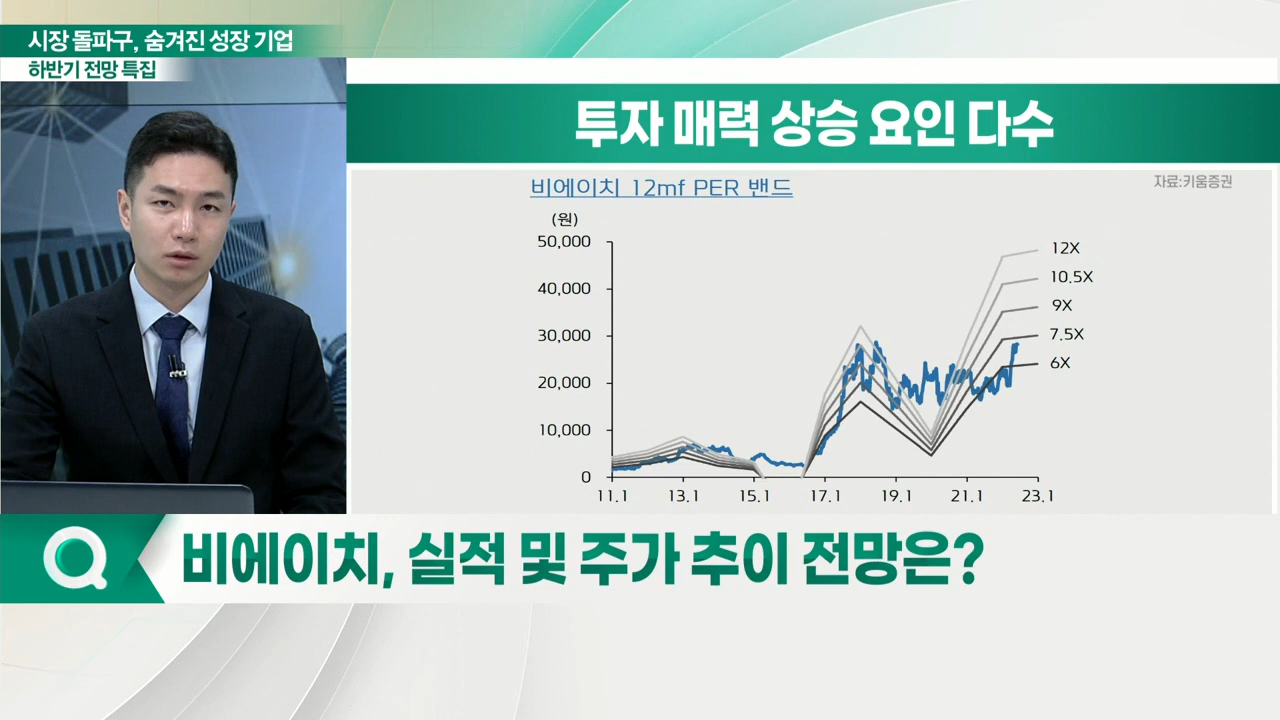 시장 돌파구, 숨겨진 성장 기업
하반기 전망 특집
투자 매력 상승 요인 다수
비에이치 12mf PER 밴드
자료:키움증권
(원)
50,000
40,000
30,000
20,000
10,000
0
12X
10.5X
9X
7.5X
6X
11.1 13.1 15.1 17.1 19.1 21.1 23.1
Q
비에이치, 실적 및 주가 추이 전망은?